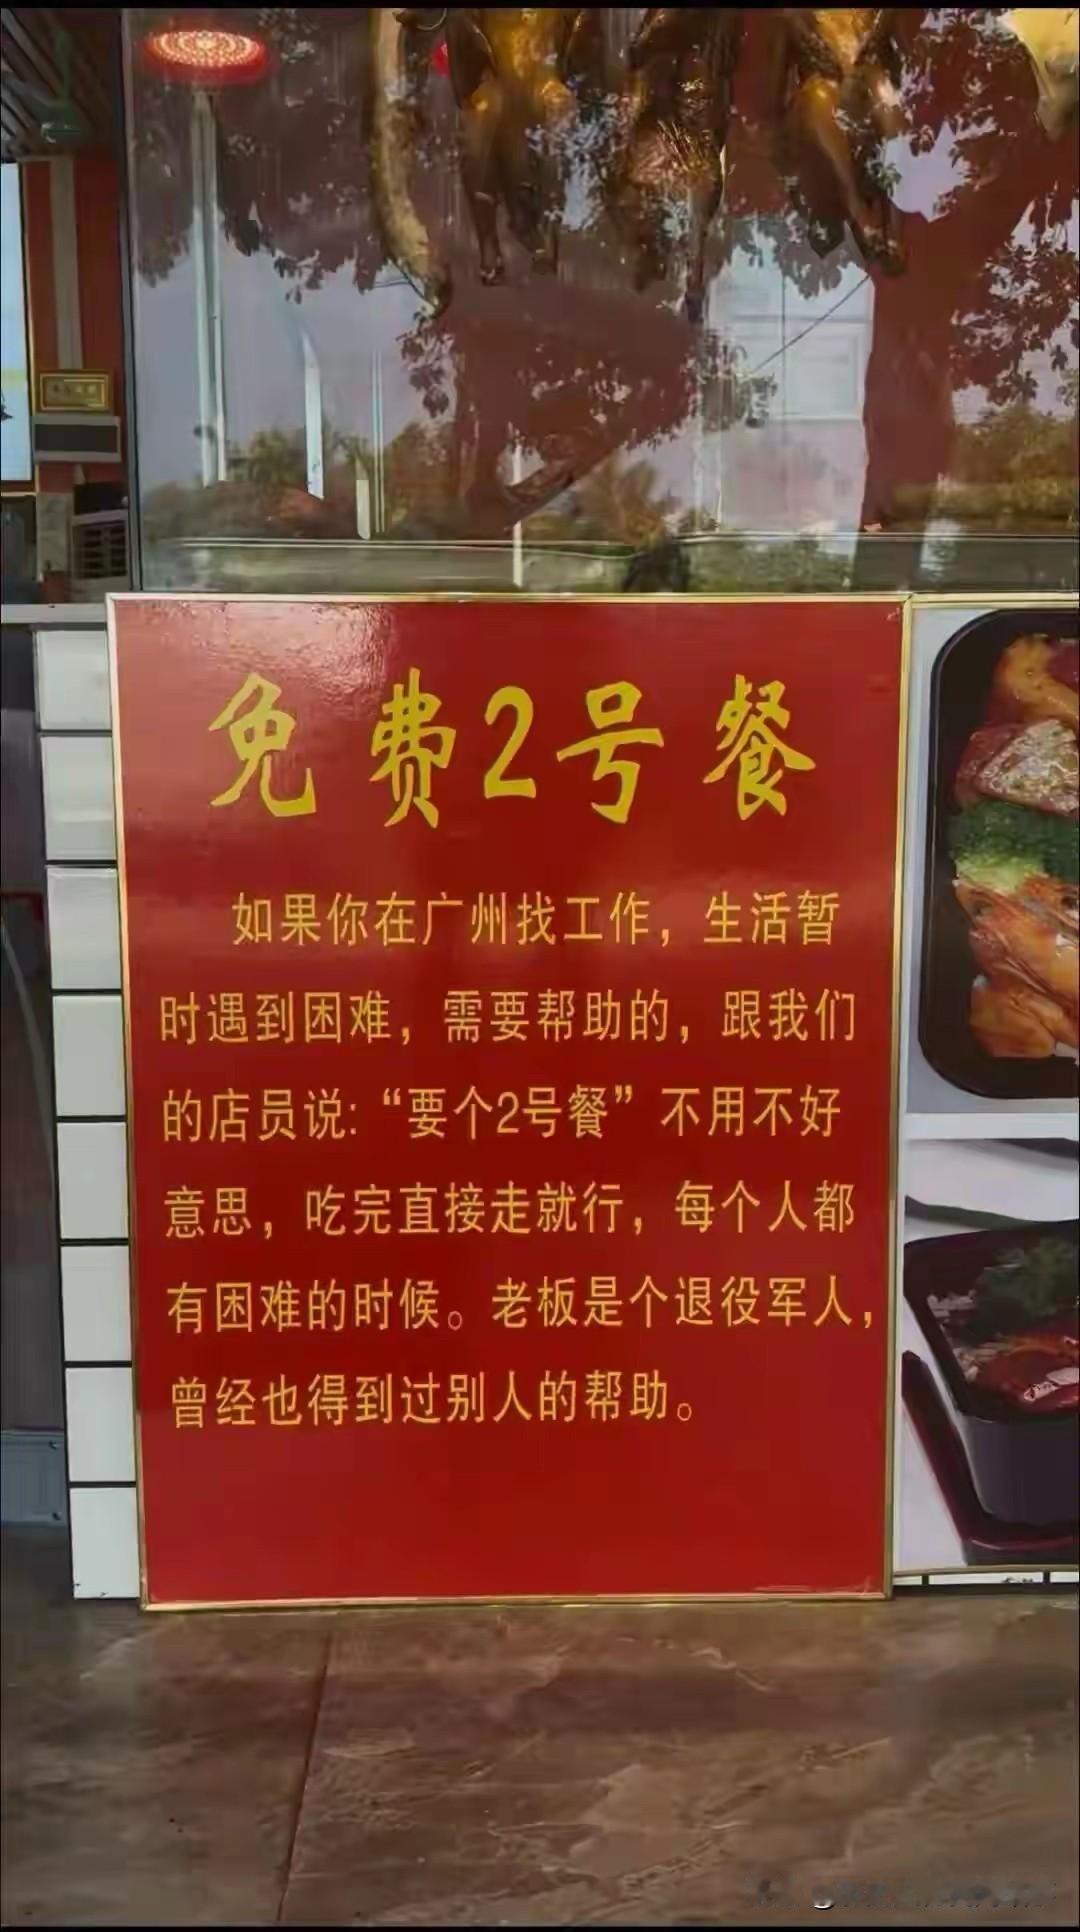 免费2号餐
如果你在广州找工作，生活暂
时遇到困难，需要帮助的，跟我们
的店员说:“要个2号餐”不用不好
意思，吃完直接走就行，每个人都
有困难的时候。老板是个退役军人，
曾经也得到过别人的帮助。